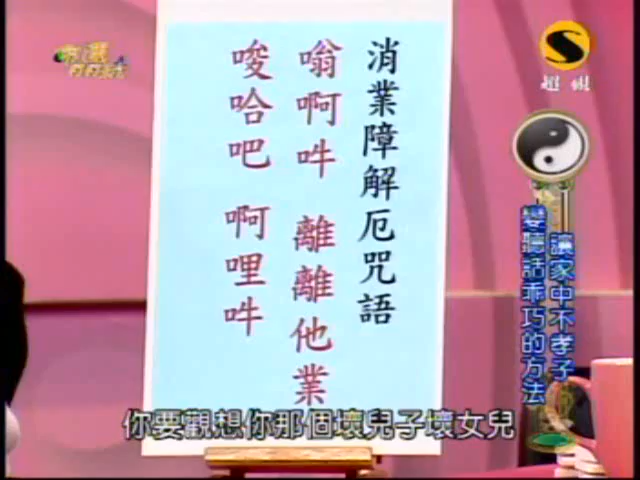 消業障解厄咒語
嗡啊吽 離離他業
唆哈吧 啊哩吽
超視
讓家中不孝子
變聽話乖巧的方法
你要觀想你那個壞兒子壞女兒